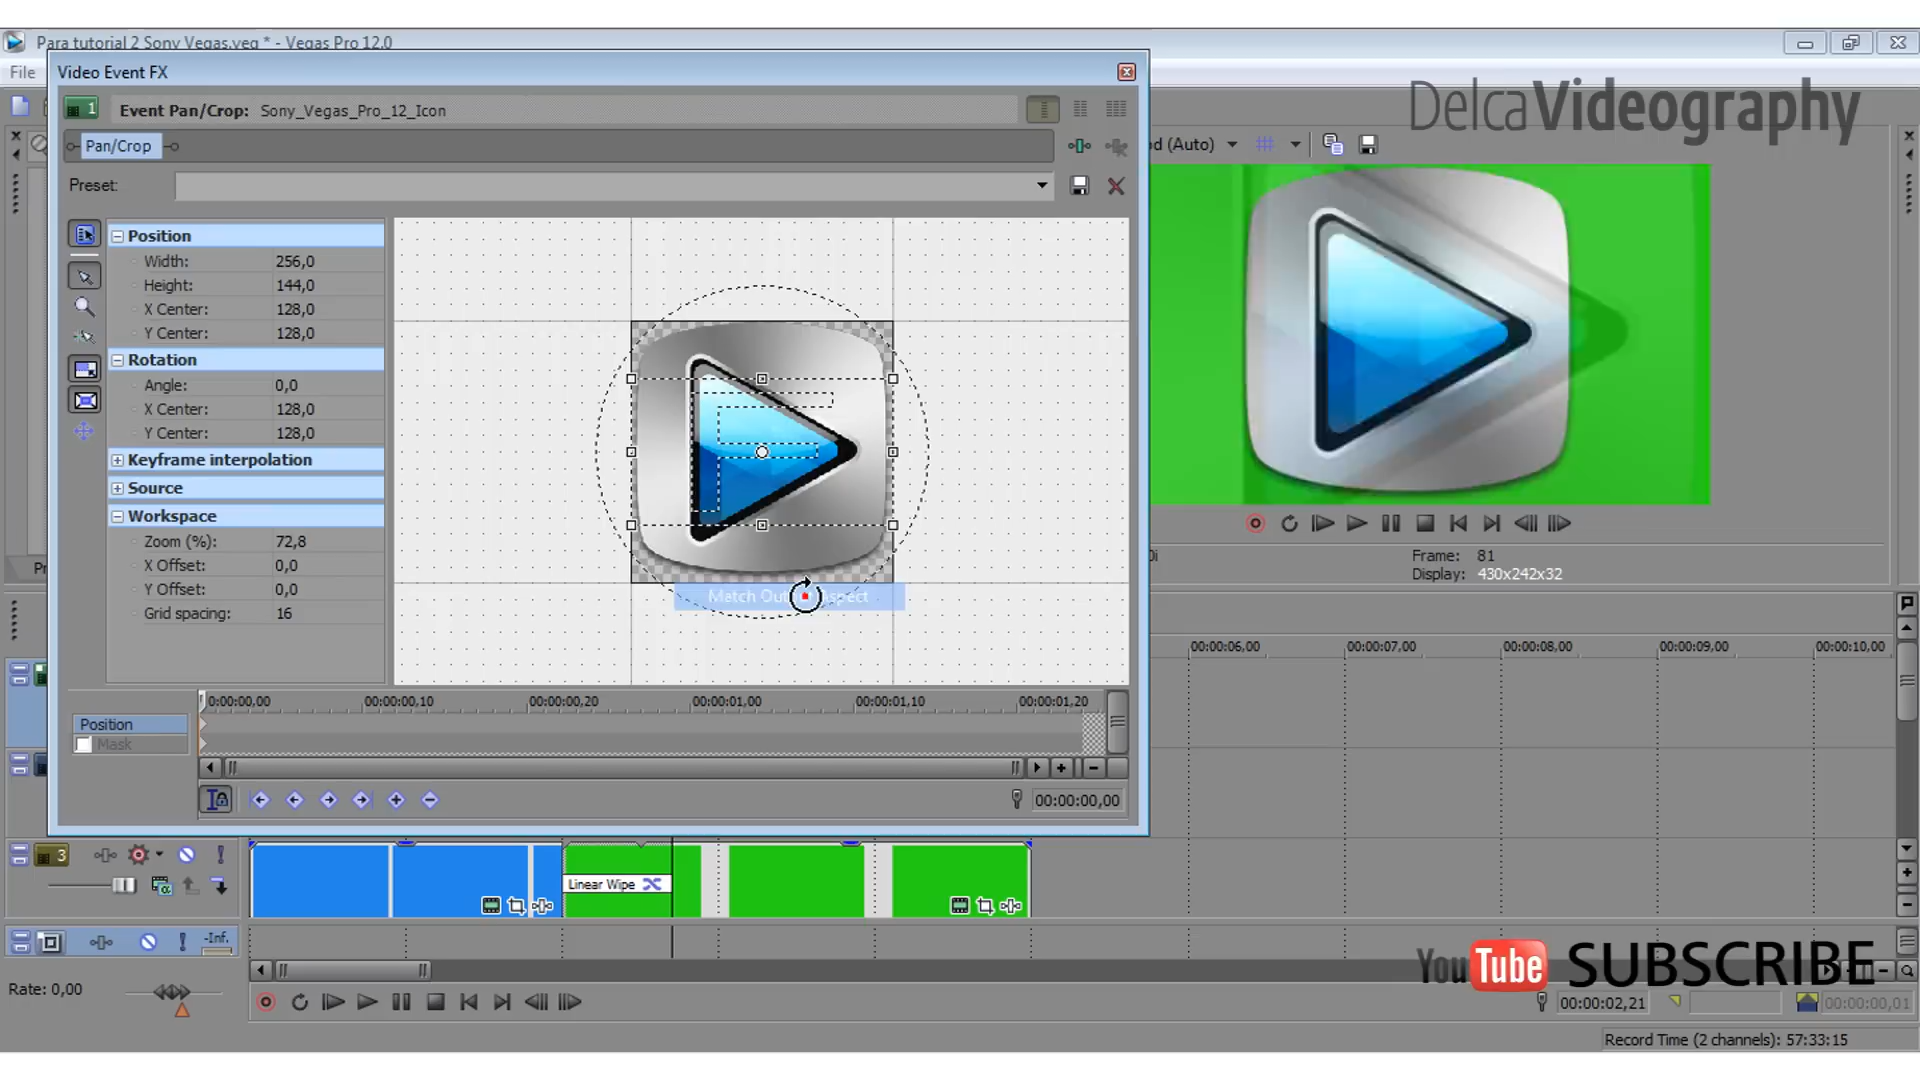 Para tutorial 2 Sony Vegas.veg * - Vegas Pro 12.0
File
Video Event FX
1
Event Pan/Crop: Sony_Vegas_Pro_12_Icon
Pan/Crop
Preset:
d (Auto)
DelcaVideography
Position
Width: 256,0
Height: 144,0
X Center: 128,0
Y Center: 128,0
Rotation
Angle: 0,0
X Center: 128,0
Y Center: 128,0
Keyframe interpolation
Source
Workspace
Zoom (%): 72,8
X Offset: 0,0
Y Offset: 0,0
Grid spacing: 16
Match Out Aspect
Frame: 81
Display: 430x242x32
00:00:06,00 00:00:07,00 00:00:08,00 00:00:09,00 00:00:10,00
0:00:00,00 00:00:00,10 00:00:00,20 00:00:01,00 00:00:01,10 00:00:01,20
Position
Mask
00:00:00,00
3
Linear Wipe
-Inf.
Rate: 0,00
YouTube SUBSCRIBE
00:00:02,21
00:00:00,01
Record Time (2 channels): 57:33:15